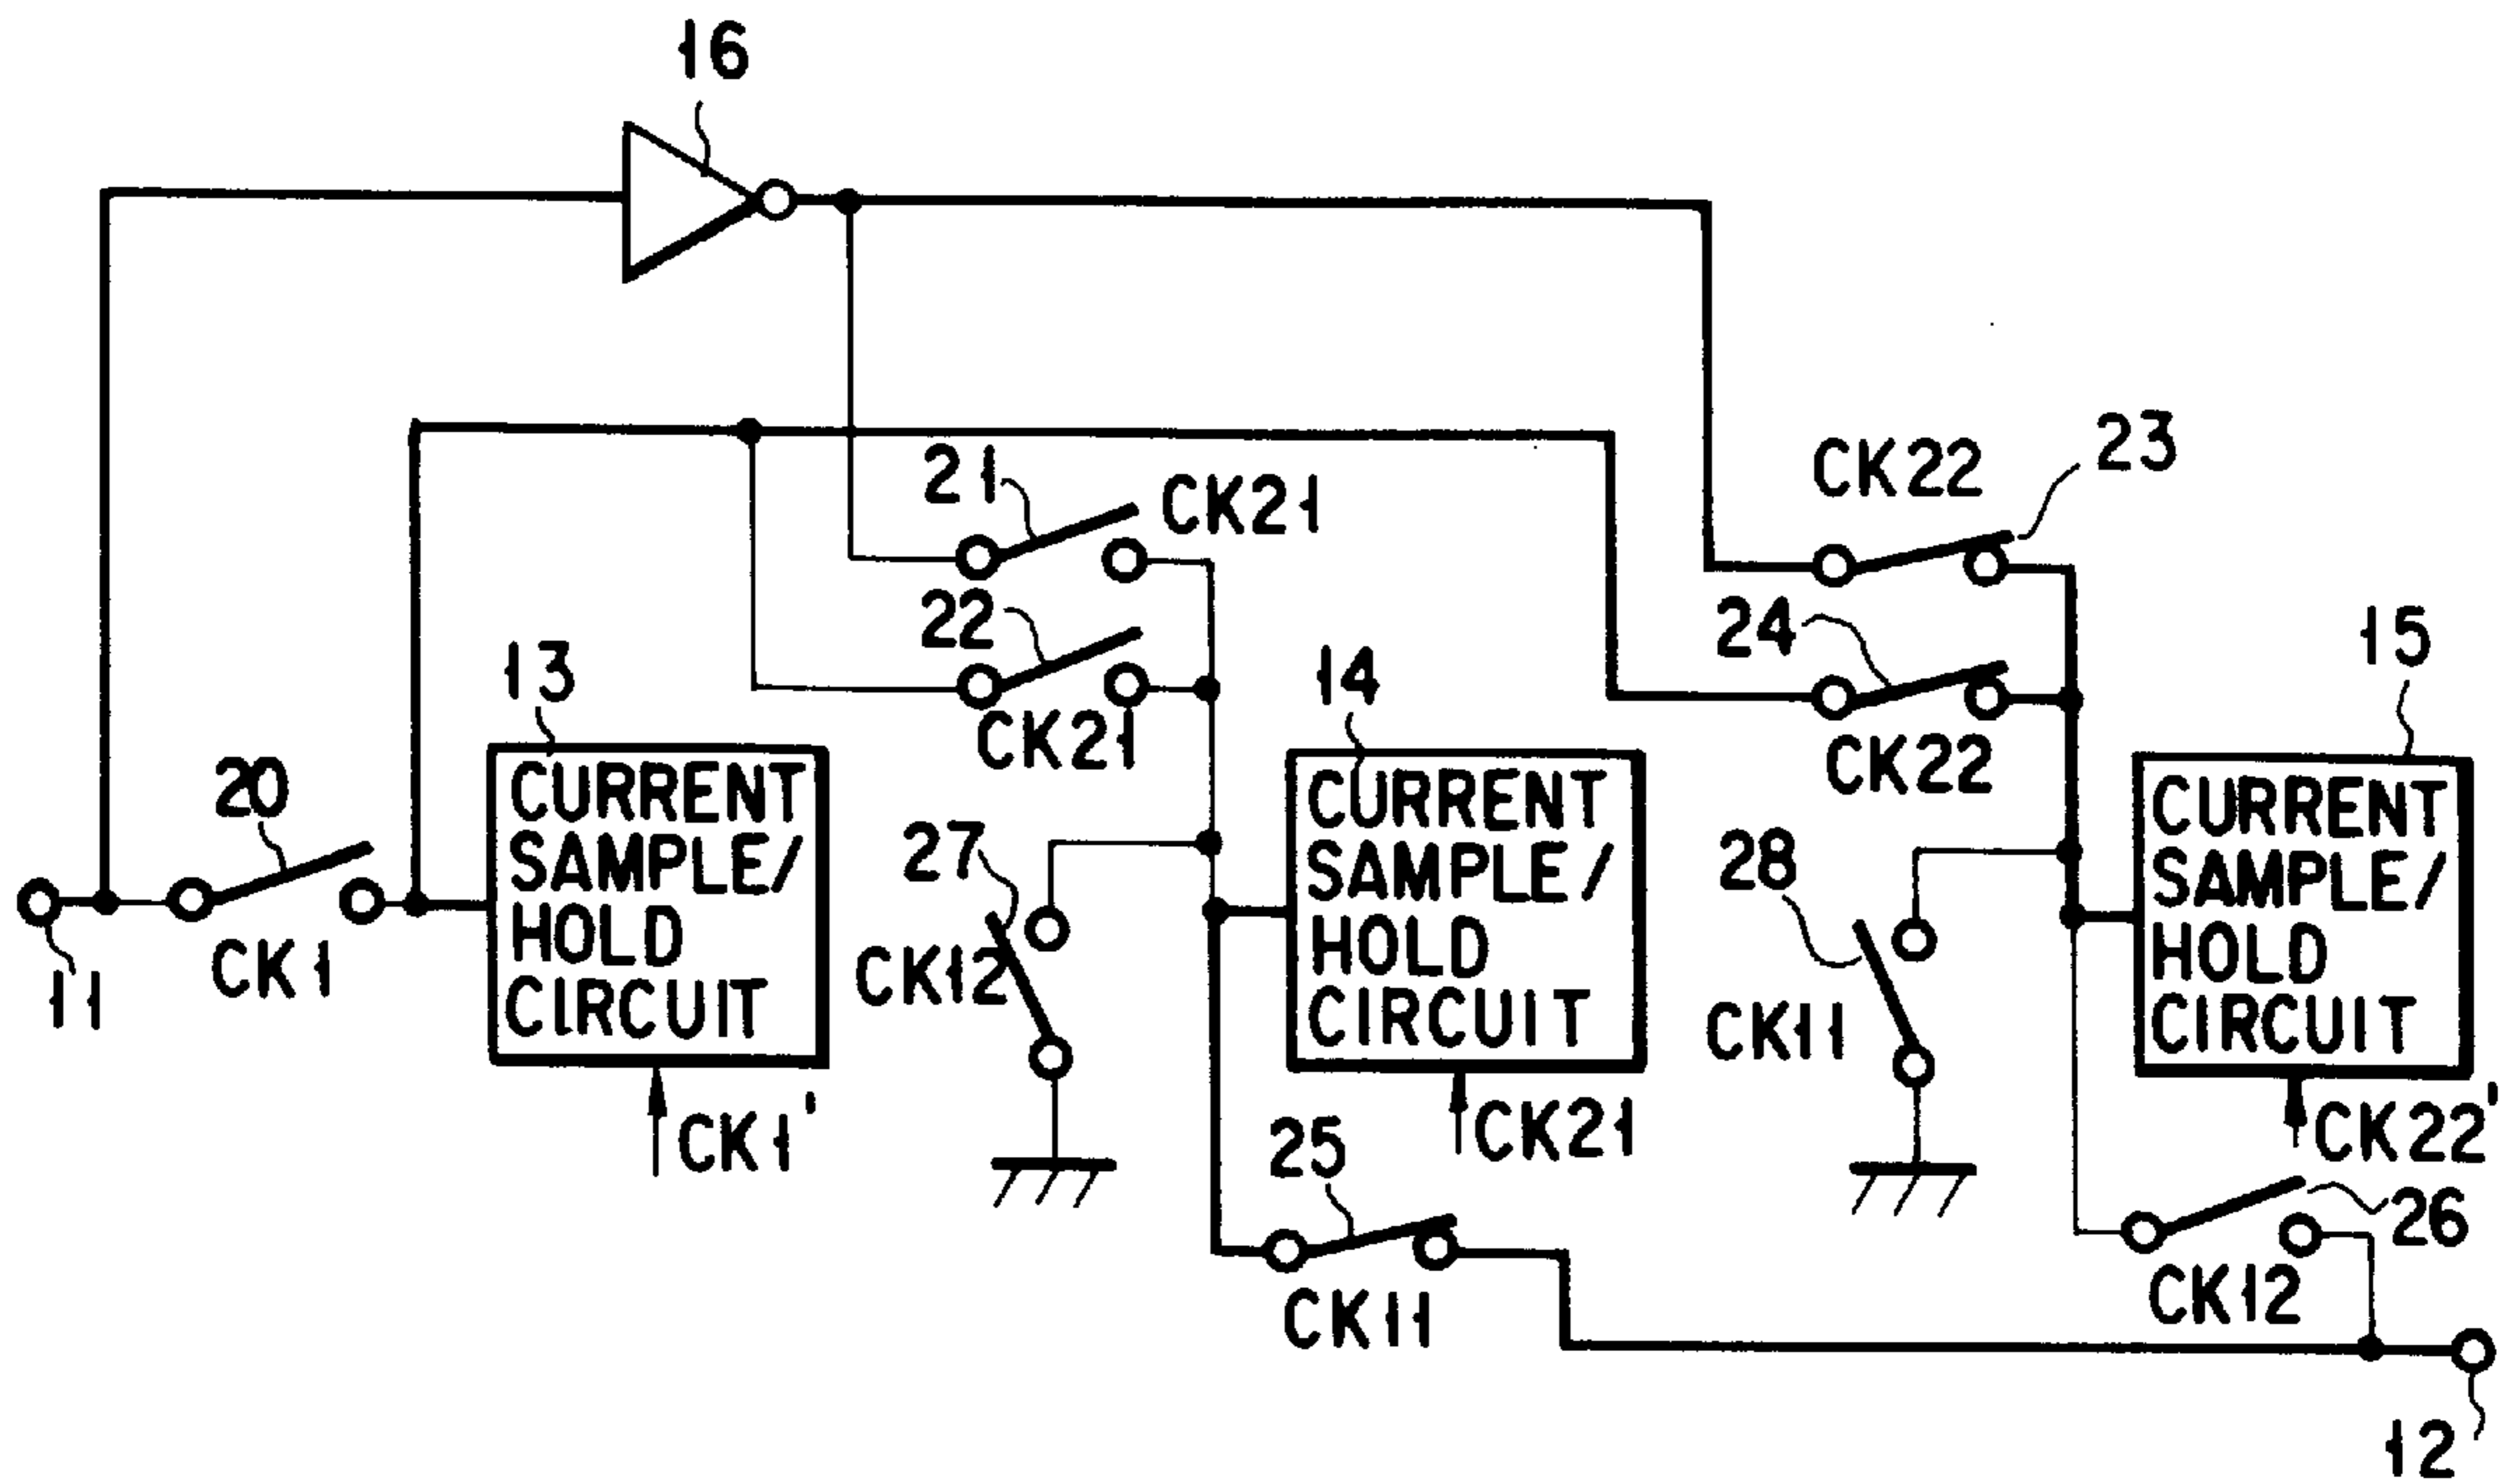 16
21
CK21
CK22
23
22
CK21
24
CK22
13
14
15
20
CK1
11
CURRENT
SAMPLE/
HOLD
CIRCUIT
CK1'
27
CK12
CURRENT
SAMPLE/
HOLD
CIRCUIT
CK21
28
CK11
CURRENT
SAMPLE/
HOLD
CIRCUIT
CK22'
25
CK11
26
CK12
12